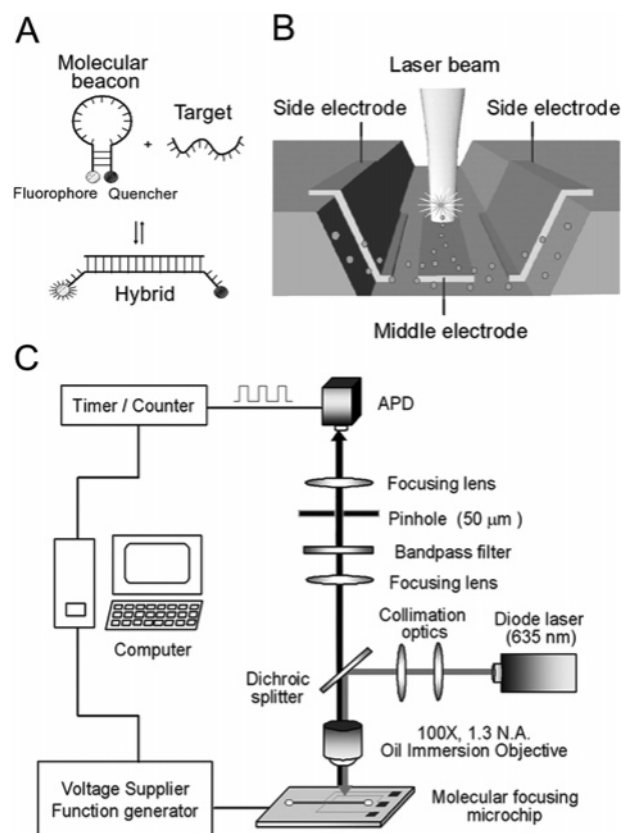 A
Molecular
beacon
+
Target
Fluorophore
Quencher
Hybrid
B
Laser beam
Side electrode
Side electrode
Middle electrode
C
Timer / Counter
APD
Focusing lens
Pinhole (50 µm )
Bandpass filter
Focusing lens
Collimation
optics
Diode laser
(635 nm)
Computer
Dichroic
splitter
100X, 1.3 N.A.
Oil Immersion Objective
Voltage Supplier
Function generator
Molecular focusing
microchip